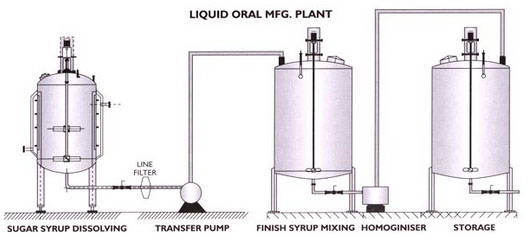 LIQUID ORAL MFG. PLANT
LINE
FILTER
SUGAR SYRUP DISSOLVING
TRANSFER PUMP
FINISH SYRUP MIXING
HOMOGINISER
STORAGE